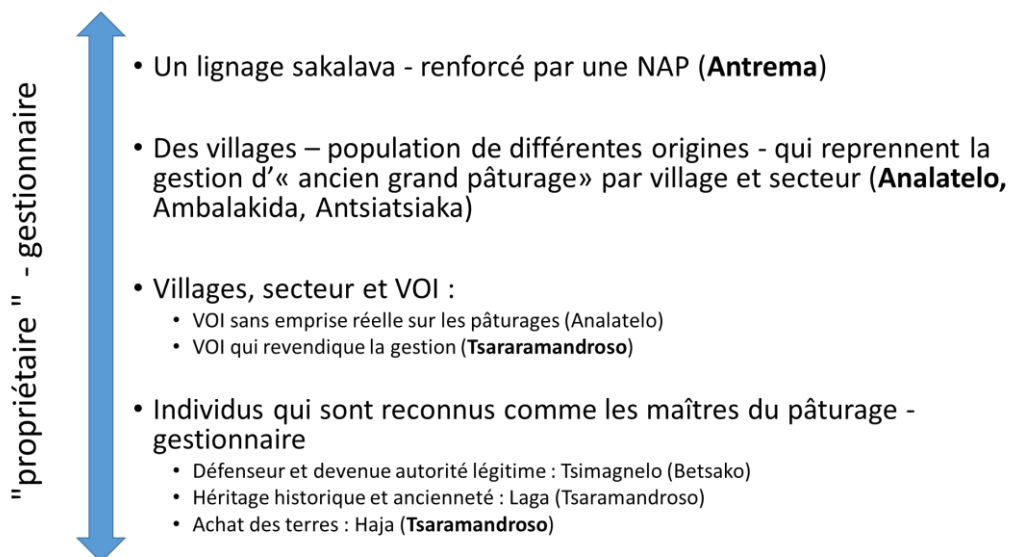 "propriétaire " - gestionnaire
• Un lignage sakalava - renforcé par une NAP (Antrema)
• Des villages – population de différentes origines - qui reprennent la
gestion d'« ancien grand pâturage» par village et secteur (Analatelo,
Ambalakida, Antsiatsiaka)
• Villages, secteur et VOI :
• VOI sans emprise réelle sur les pâturages (Analatelo)
• VOI qui revendique la gestion (Tsararamandroso)
• Individus qui sont reconnus comme les maîtres du pâturage -
gestionnaire
• Défenseur et devenue autorité légitime : Tsimagnelo (Betsako)
• Héritage historique et ancienneté : Laga (Tsaramandroso)
• Achat des terres : Haja (Tsaramandroso)